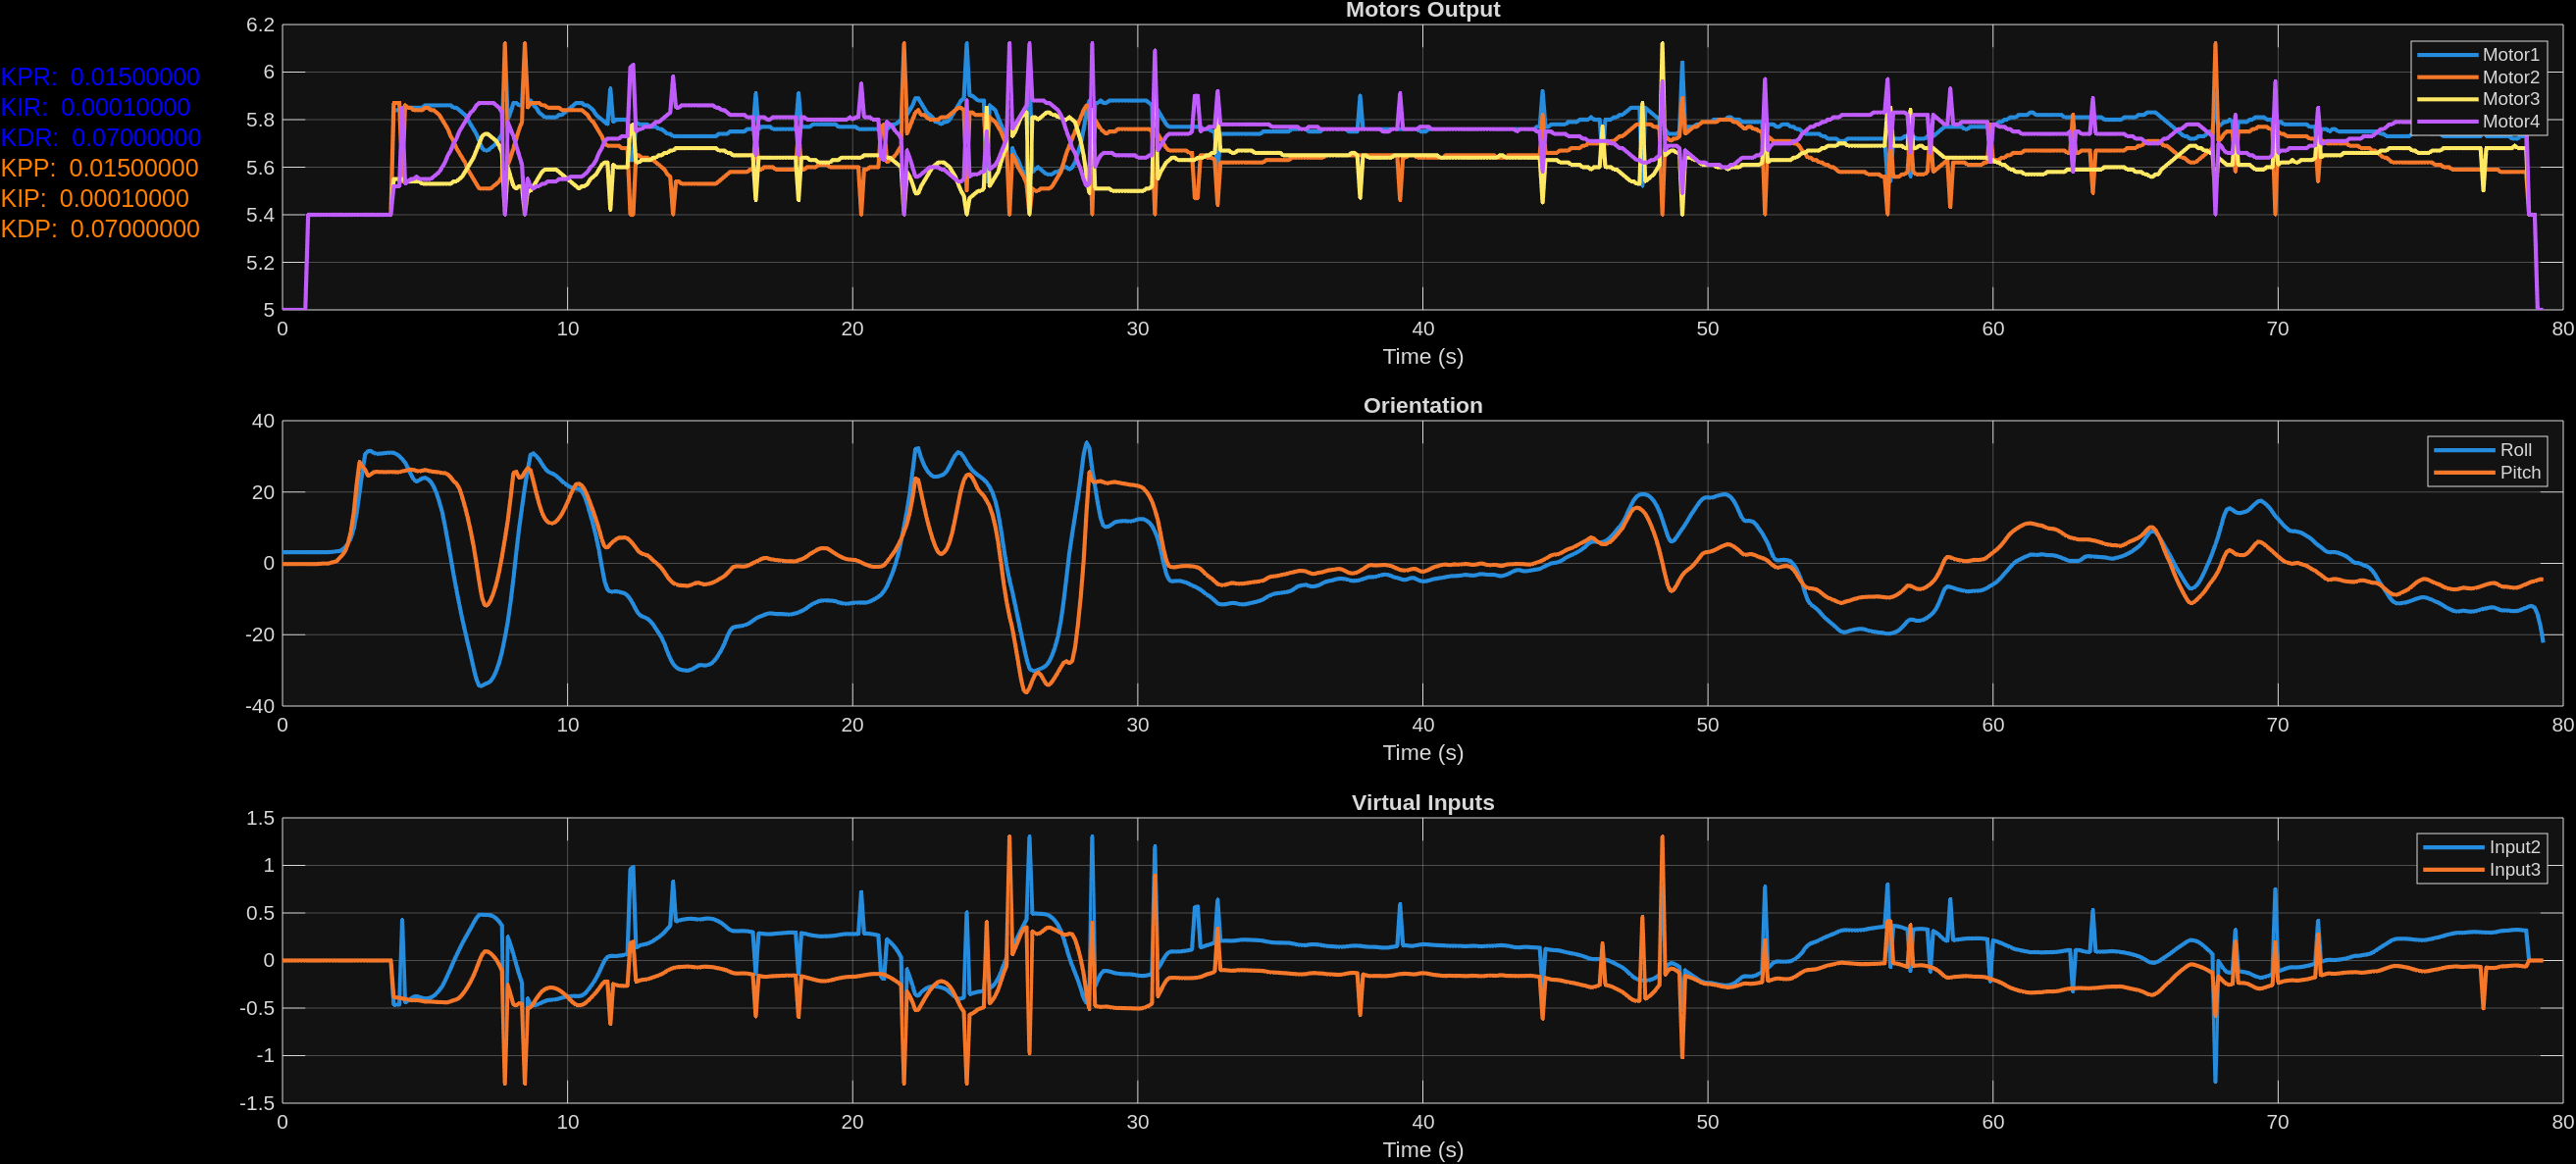 Motors Output
KPR: 0.01500000
KIR: 0.00010000
KDR: 0.07000000
KPP: 0.01500000
KIP: 0.00010000
KDP: 0.07000000
6.2
6
5.8
5.6
5.4
5.2
5
Motor1
Motor2
Motor3
Motor4
0 10 20 30 40 50 60 70 80
Time (s)
Orientation
40
20
0
-20
-40
Roll
Pitch
0 10 20 30 40 50 60 70 80
Time (s)
Virtual Inputs
1.5
1
0.5
0
-0.5
-1
-1.5
Input2
Input3
0 10 20 30 40 50 60 70 80
Time (s)